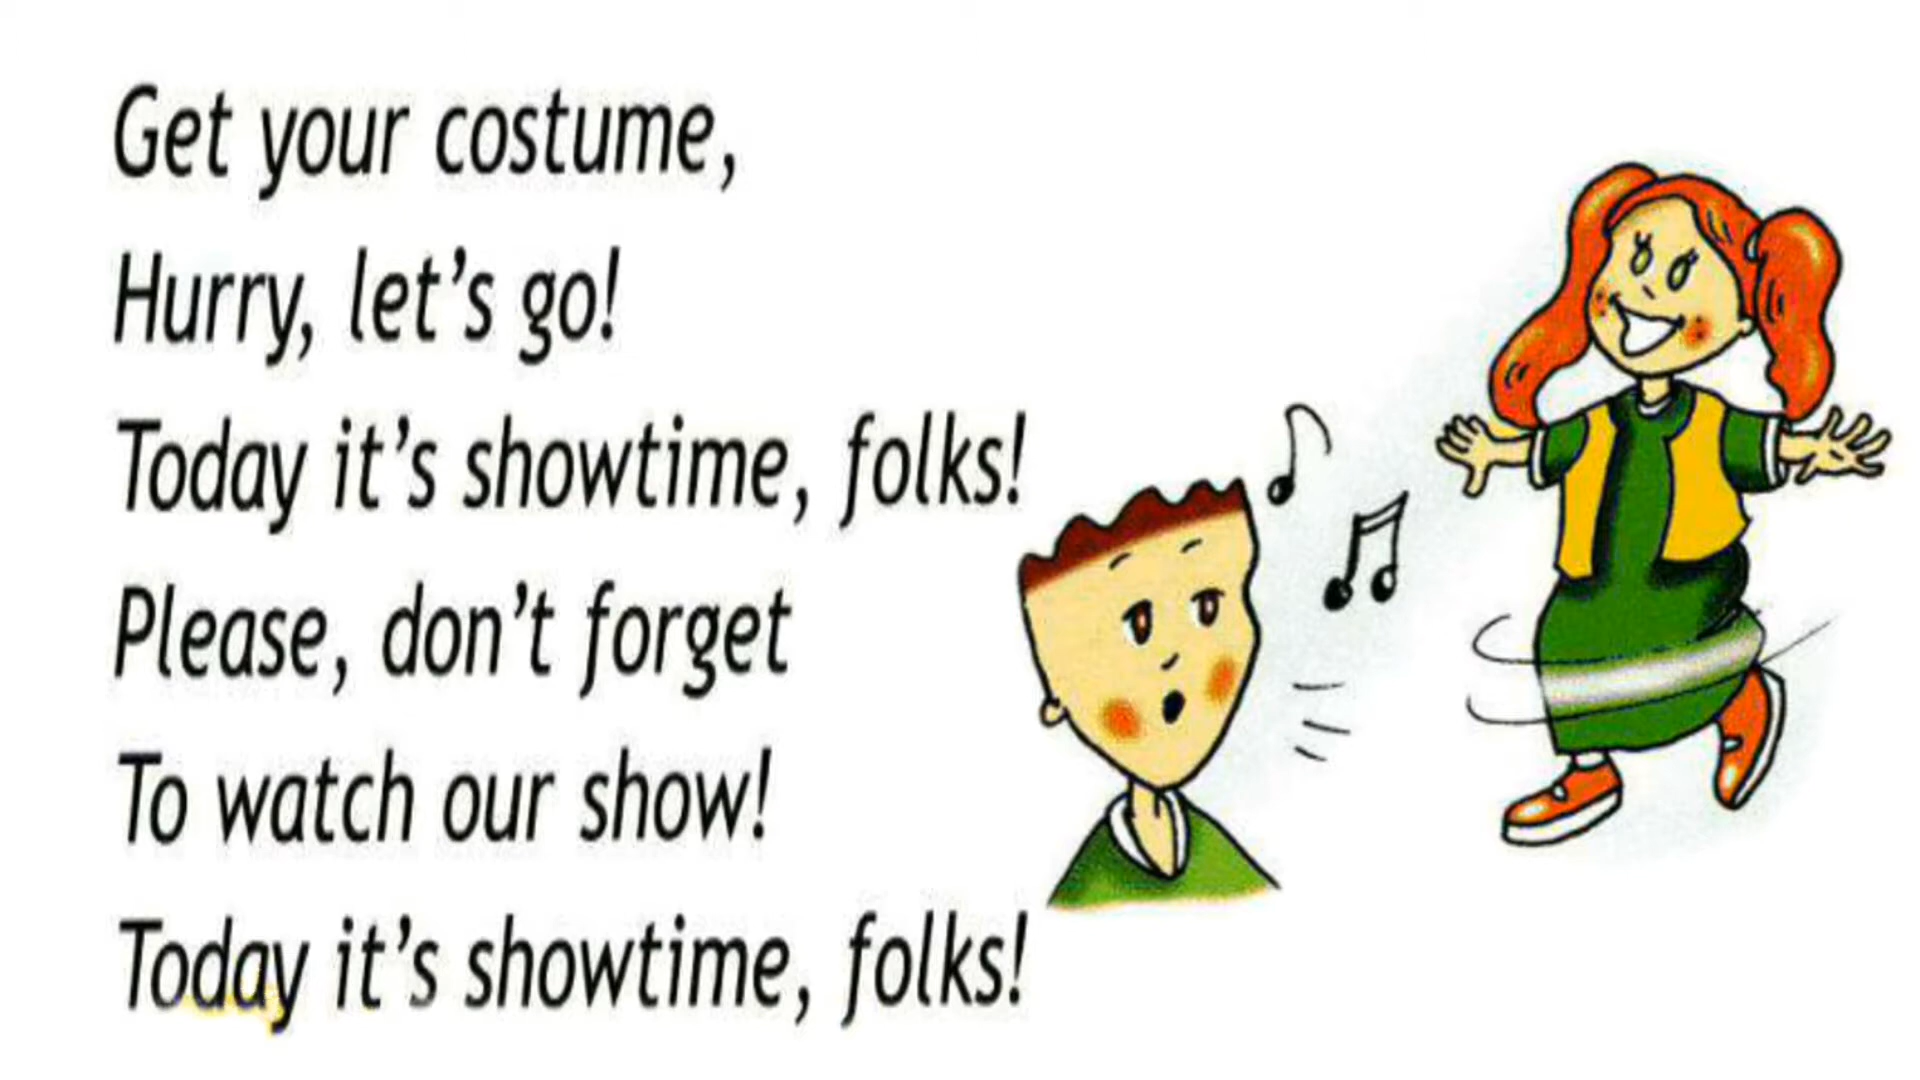 Get your costume,
Hurry, let's go!
Today it's showtime, folks!
Please, don't forget
To watch our show!
Today it's showtime, folks!